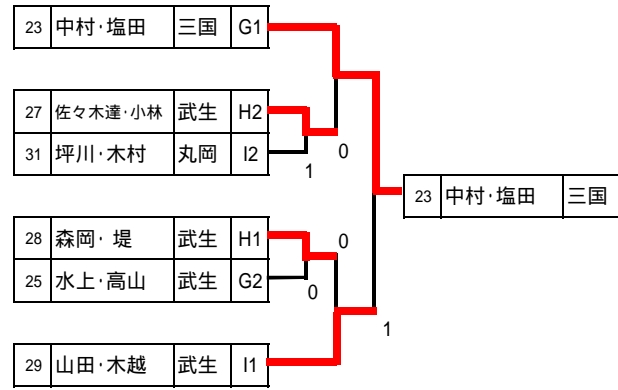 23 中村・塩田 三国 G1
27 佐々木達・小林 武生 H2
31 坪川・木村 丸岡 I2
1
0
23 中村・塩田 三国
28 森岡・堤 武生 H1
25 水上・高山 武生 G2
0
0
1
29 山田・木越 武生 I1